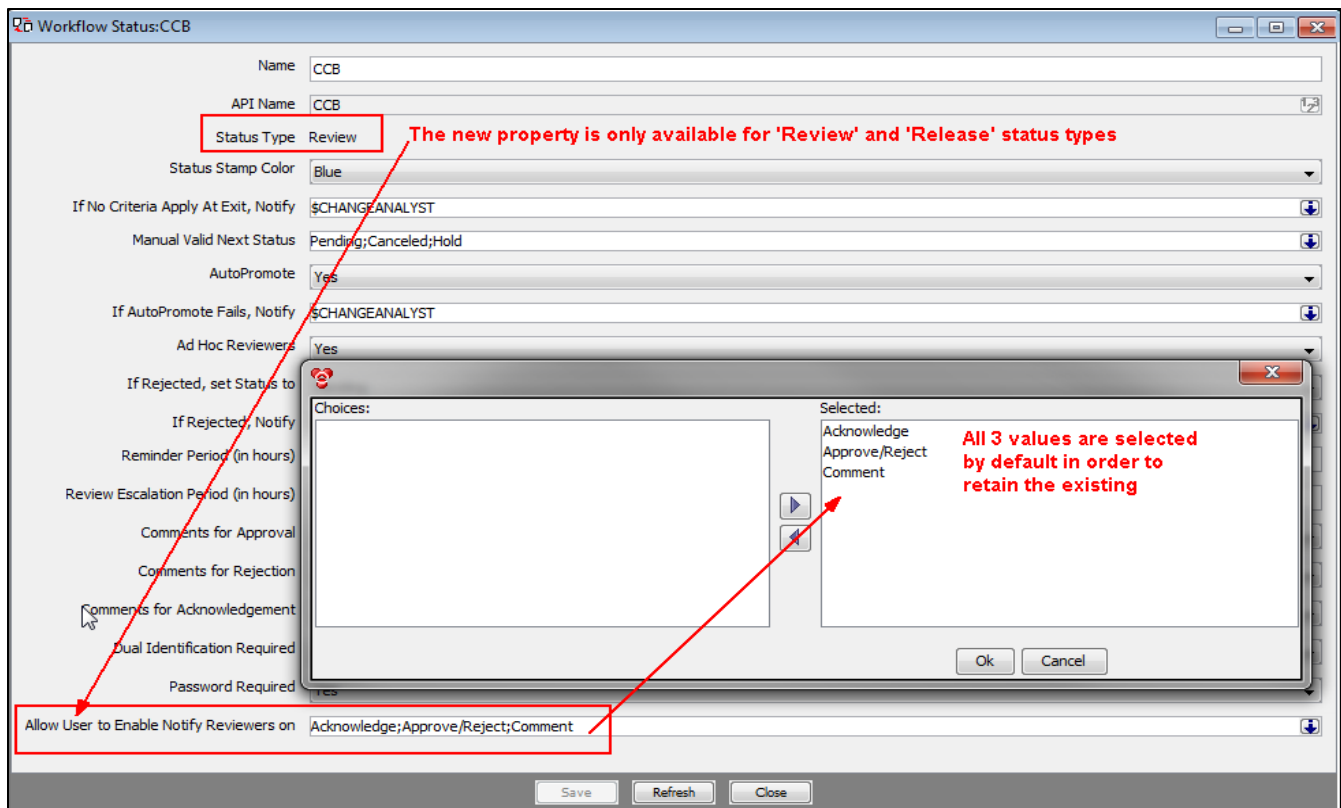 Workflow Status:CCB
Name CCB
API Name CCB
Status Type Review
The new property is only available for 'Review' and 'Release' status types
Status Stamp Color Blue
If No Criteria Apply At Exit, Notify $CHANGEANALYST
Manual Valid Next Status Pending;Canceled;Hold
AutoPromote Yes
If AutoPromote Fails, Notify $CHANGEANALYST
Ad Hoc Reviewers Yes
If Rejected, set Status to
If Rejected, Notify
Reminder Period (in hours)
Review Escalation Period (in hours)
Comments for Approval
Comments for Rejection
Comments for Acknowledgement
Dual Identification Required
Password Required Yes
Choices:
Selected:
Acknowledge
Approve/Reject
Comment
All 3 values are selected
by default in order to
retain the existing
Ok Cancel
Allow User to Enable Notify Reviewers on Acknowledge;Approve/Reject;Comment
Save Refresh Close